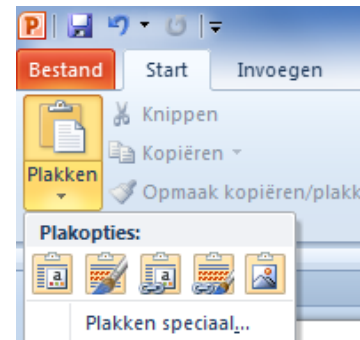 Bestand Start Invoegen
Knippen
Kopiëren
Plakken
Opmaak kopiëren/plakk
Plakopties:
Plakken speciaal...